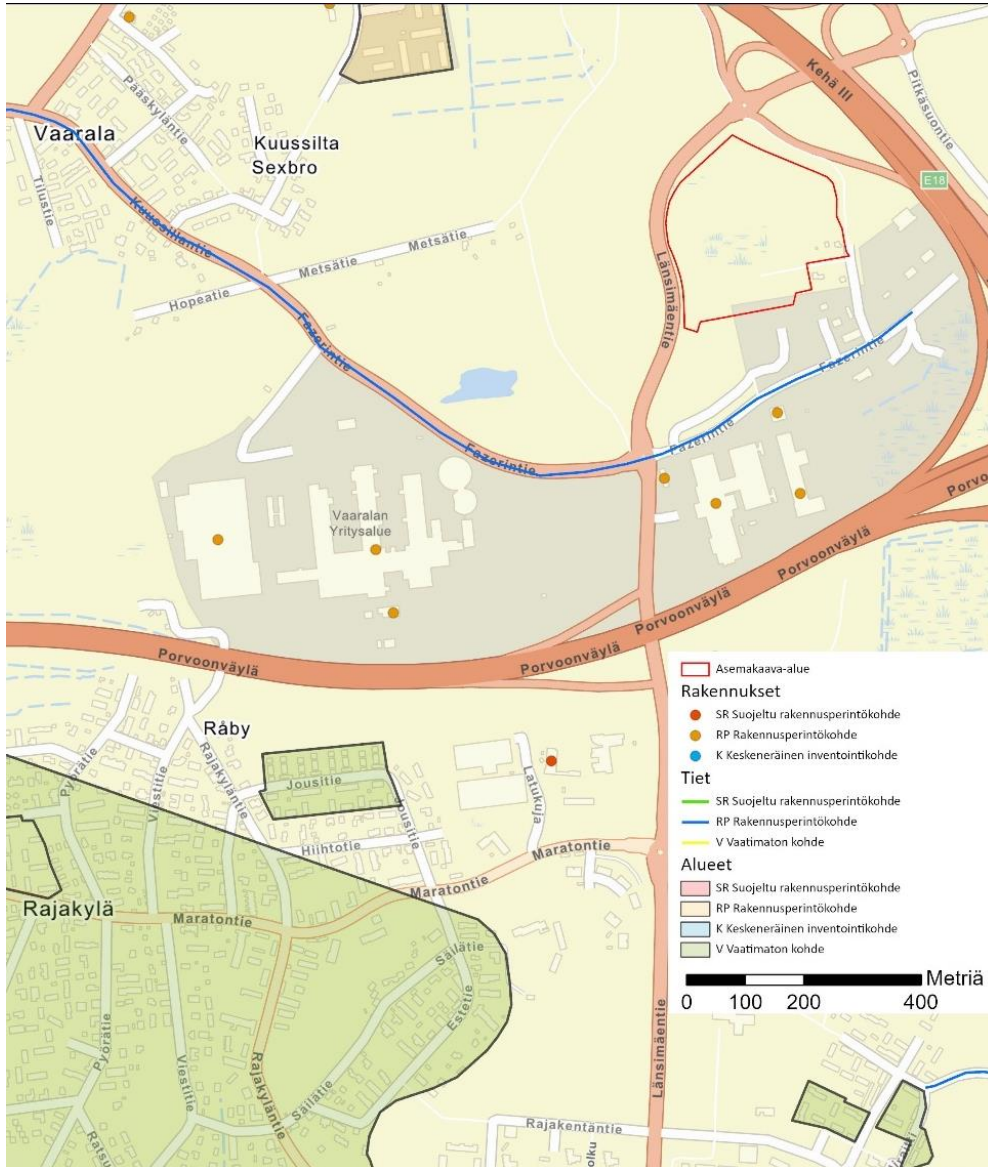 Kehä III
Pitkäsuontie
Pääskyläntie
Vaarala
Kuussilta
Sexbro
E18
Tilustie
Kuussillantie
Metsätie
Metsätie
Hopeatie
Länsimäentie
Fazerintie
Fazerintie
Fazerintie
Fazerintie
Vaaralan
Yritysalue
Porvoonväylä
Porvoonväylä
Porvoonväylä
Porvoonväylä
Råby
Pyörätie
Viestitie
Rajakyläntie
Jousitie
Jousitie
Latukuja
Hiihtotie
Maratontie
Maratontie
Rajakylä
Maratontie
Säilätie
Estetie
Pyörätie
Viestitie
Rajakyläntie
Säilätie
Länsimäentie
Rajakentäntie
Asemakaava-alue
Rakennukset
SR Suojeltu rakennusperintökohde
RP Rakennusperintökohde
K Keskeneräinen inventointikohde
Tiet
SR Suojeltu rakennusperintökohde
RP Rakennusperintökohde
V Vaatimaton kohde
Alueet
SR Suojeltu rakennusperintökohde
RP Rakennusperintökohde
K Keskeneräinen inventointikohde
V Vaatimaton kohde
Metriä
0 100 200 400